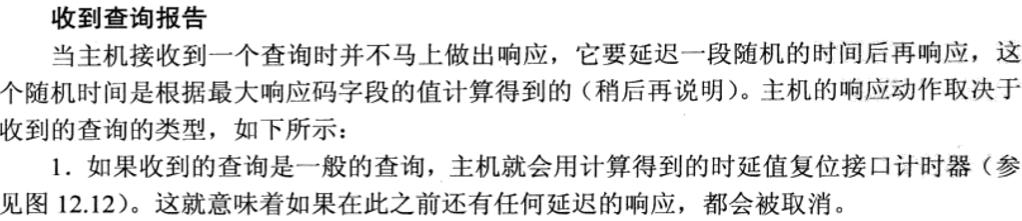 收到查询报告
当主机接收到一个查询时并不马上做出响应，它要延迟一段随机的时间后再响应，这
个随机时间是根据最大响应码字段的值计算得到的（稍后再说明）。主机的响应动作取决于
收到的查询的类型，如下所示：
1．如果收到的查询是一般的查询，主机就会用计算得到的时延值复位接口计时器（参
见图 12.12）。这就意味着如果在此之前还有任何延迟的响应，都会被取消。